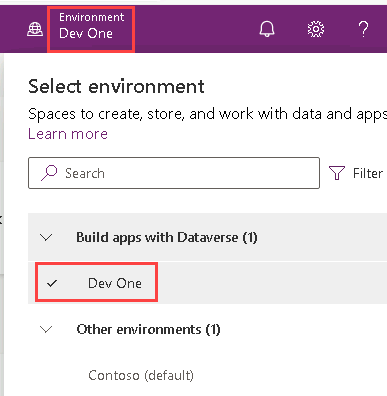 Environment
Dev One
Select environment
Spaces to create, store, and work with data and apps
Learn more
Search
Filter
Build apps with Dataverse (1)
Dev One
Other environments (1)
Contoso (default)